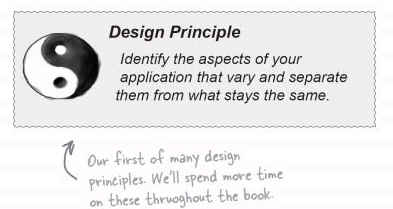 Design Principle
Identify the aspects of your
application that vary and separate
them from what stays the same.
Our first of many design
principles. We'll spend more time
on these thruoghout the book.